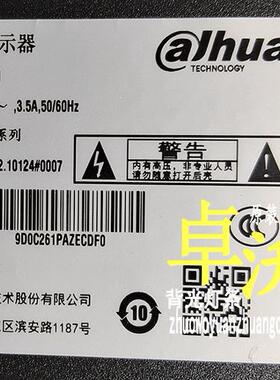 示器
alhua
TECHNOLOGY
～ ,3.5A,50/60Hz
系列
警告
内有高压,非专业人员
请勿随意打开后壳
2.10124#0007
9D0C261PAZECDF0
技术股份有限公司
区滨安路1187号
10
背光灯条